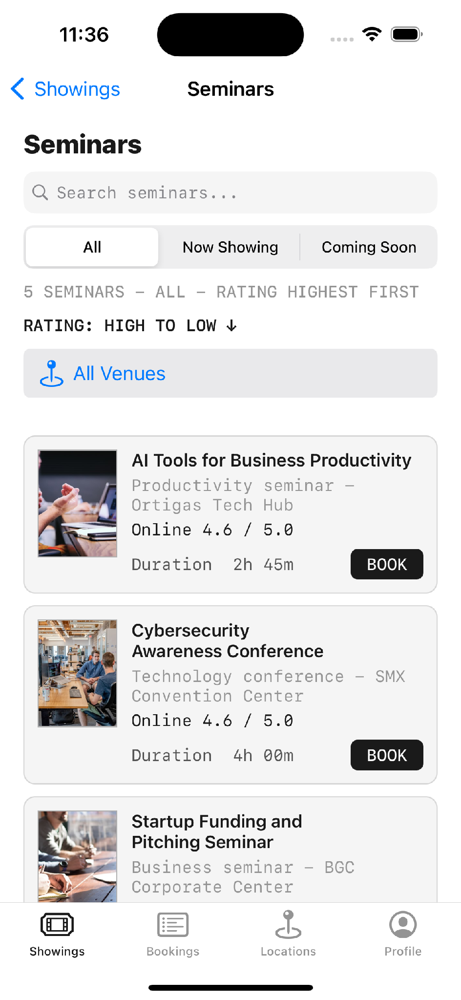 11:36
Showings
Seminars
Seminars
Search seminars...
All
Now Showing
Coming Soon
5 SEMINARS – ALL – RATING HIGHEST FIRST
RATING: HIGH TO LOW ↓
All Venues
AI Tools for Business Productivity
Productivity seminar –
Ortigas Tech Hub
Online 4.6 / 5.0
Duration 2h 45m
BOOK
Cybersecurity
Awareness Conference
Technology conference – SMX
Convention Center
Online 4.6 / 5.0
Duration 4h 00m
BOOK
Startup Funding and
Pitching Seminar
Business seminar – BGC
Corporate Center
Showings
Bookings
Locations
Profile